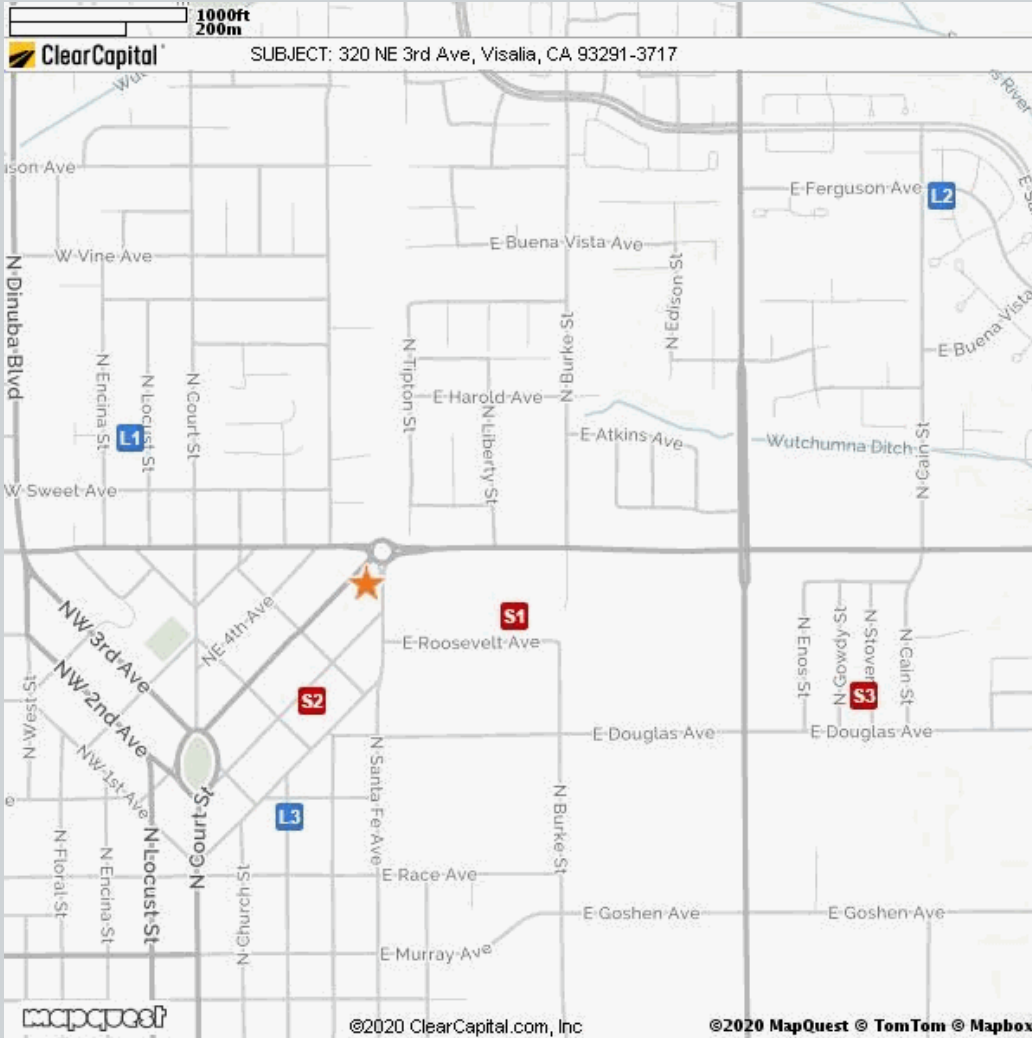 1000ft
200m
ClearCapital
SUBJECT: 320 NE 3rd Ave, Visalia, CA 93291-3717
Wut
s River
ison Ave
E Ferguson Ave
L2
W Vine Ave
E Buena Vista Ave
N Dinuba Blvd
N Edison St
E Buena Vista
N Encina St
N Locust St
N Court St
N Tipton St
N Burke St
E Harold Ave
N Liberty St
L1
E Atkins Ave
Wutchumna Ditch
N Cain St
W Sweet Ave
NW 3rd Ave
NE 4th Ave
S1
E Roosevelt Ave
N Enos St
N Gowdy St
N Stover
N Cain St
NW 2nd Ave
S2
S3
N West St
E Douglas Ave
E Douglas Ave
NW 1st Ave
N Santa Fe Ave
e
L3
N Court St
N Burke St
N Floral St
N Encina St
N Locust St
N Church St
E Race Ave
E Goshen Ave
E Goshen Ave
E Murray Ave
mapquest
©2020 ClearCapital.com, Inc
©2020 MapQuest © TomTom © Mapbox